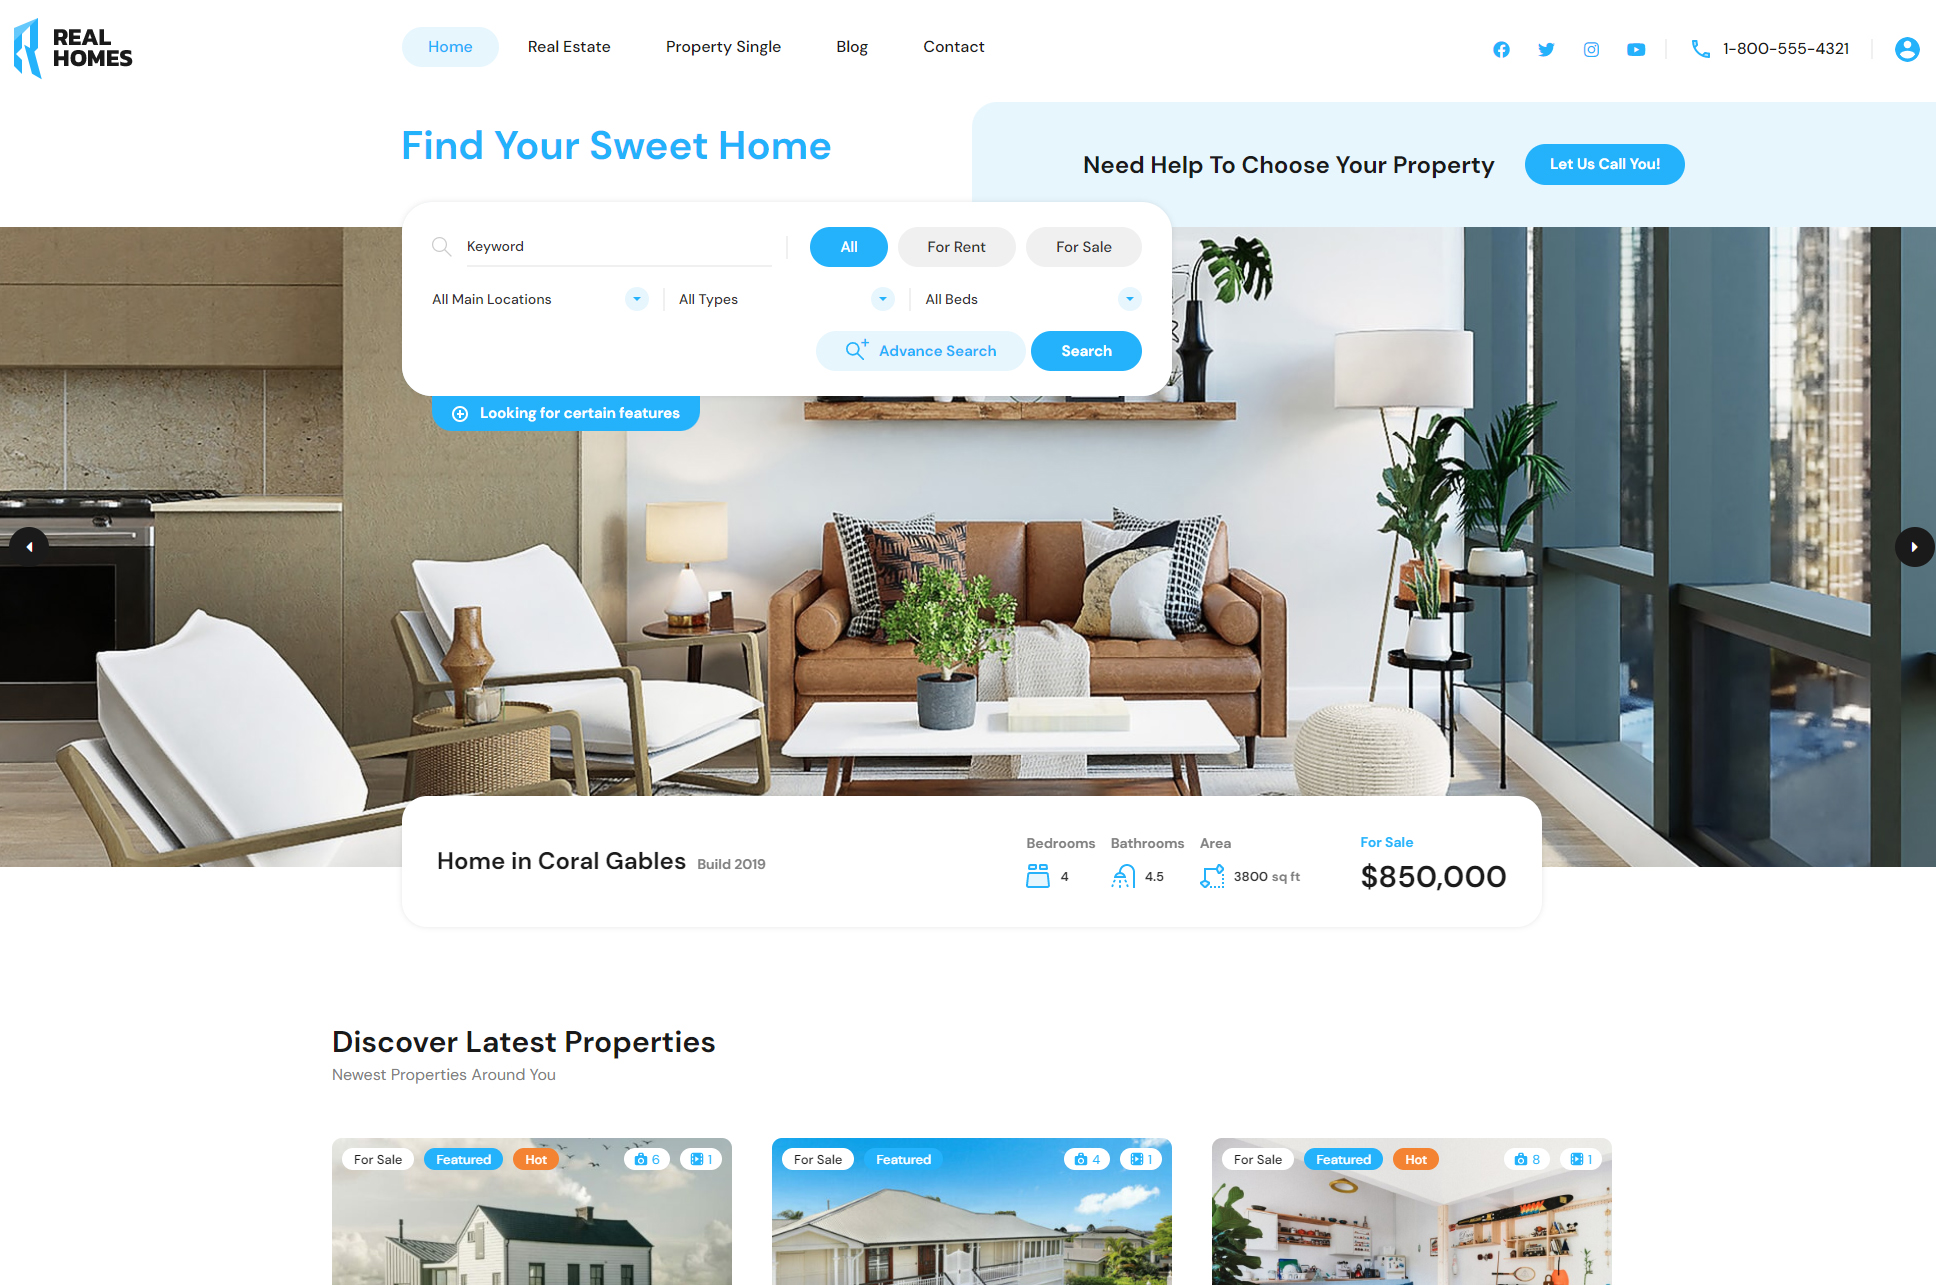 REAL
HOMES
Home
Real Estate
Property Single
Blog
Contact
1-800-555-4321
Find Your Sweet Home
Need Help To Choose Your Property
Let Us Call You!
Keyword
All
For Rent
For Sale
All Main Locations
All Types
All Beds
Advance Search
Search
Looking for certain features
Home in Coral Gables Build 2019
Bedrooms
4
Bathrooms
4.5
Area
3800 sq ft
For Sale
$850,000
Discover Latest Properties
Newest Properties Around You
For Sale Featured Hot 6 1
For Sale Featured 4 1
For Sale Featured Hot 8 1